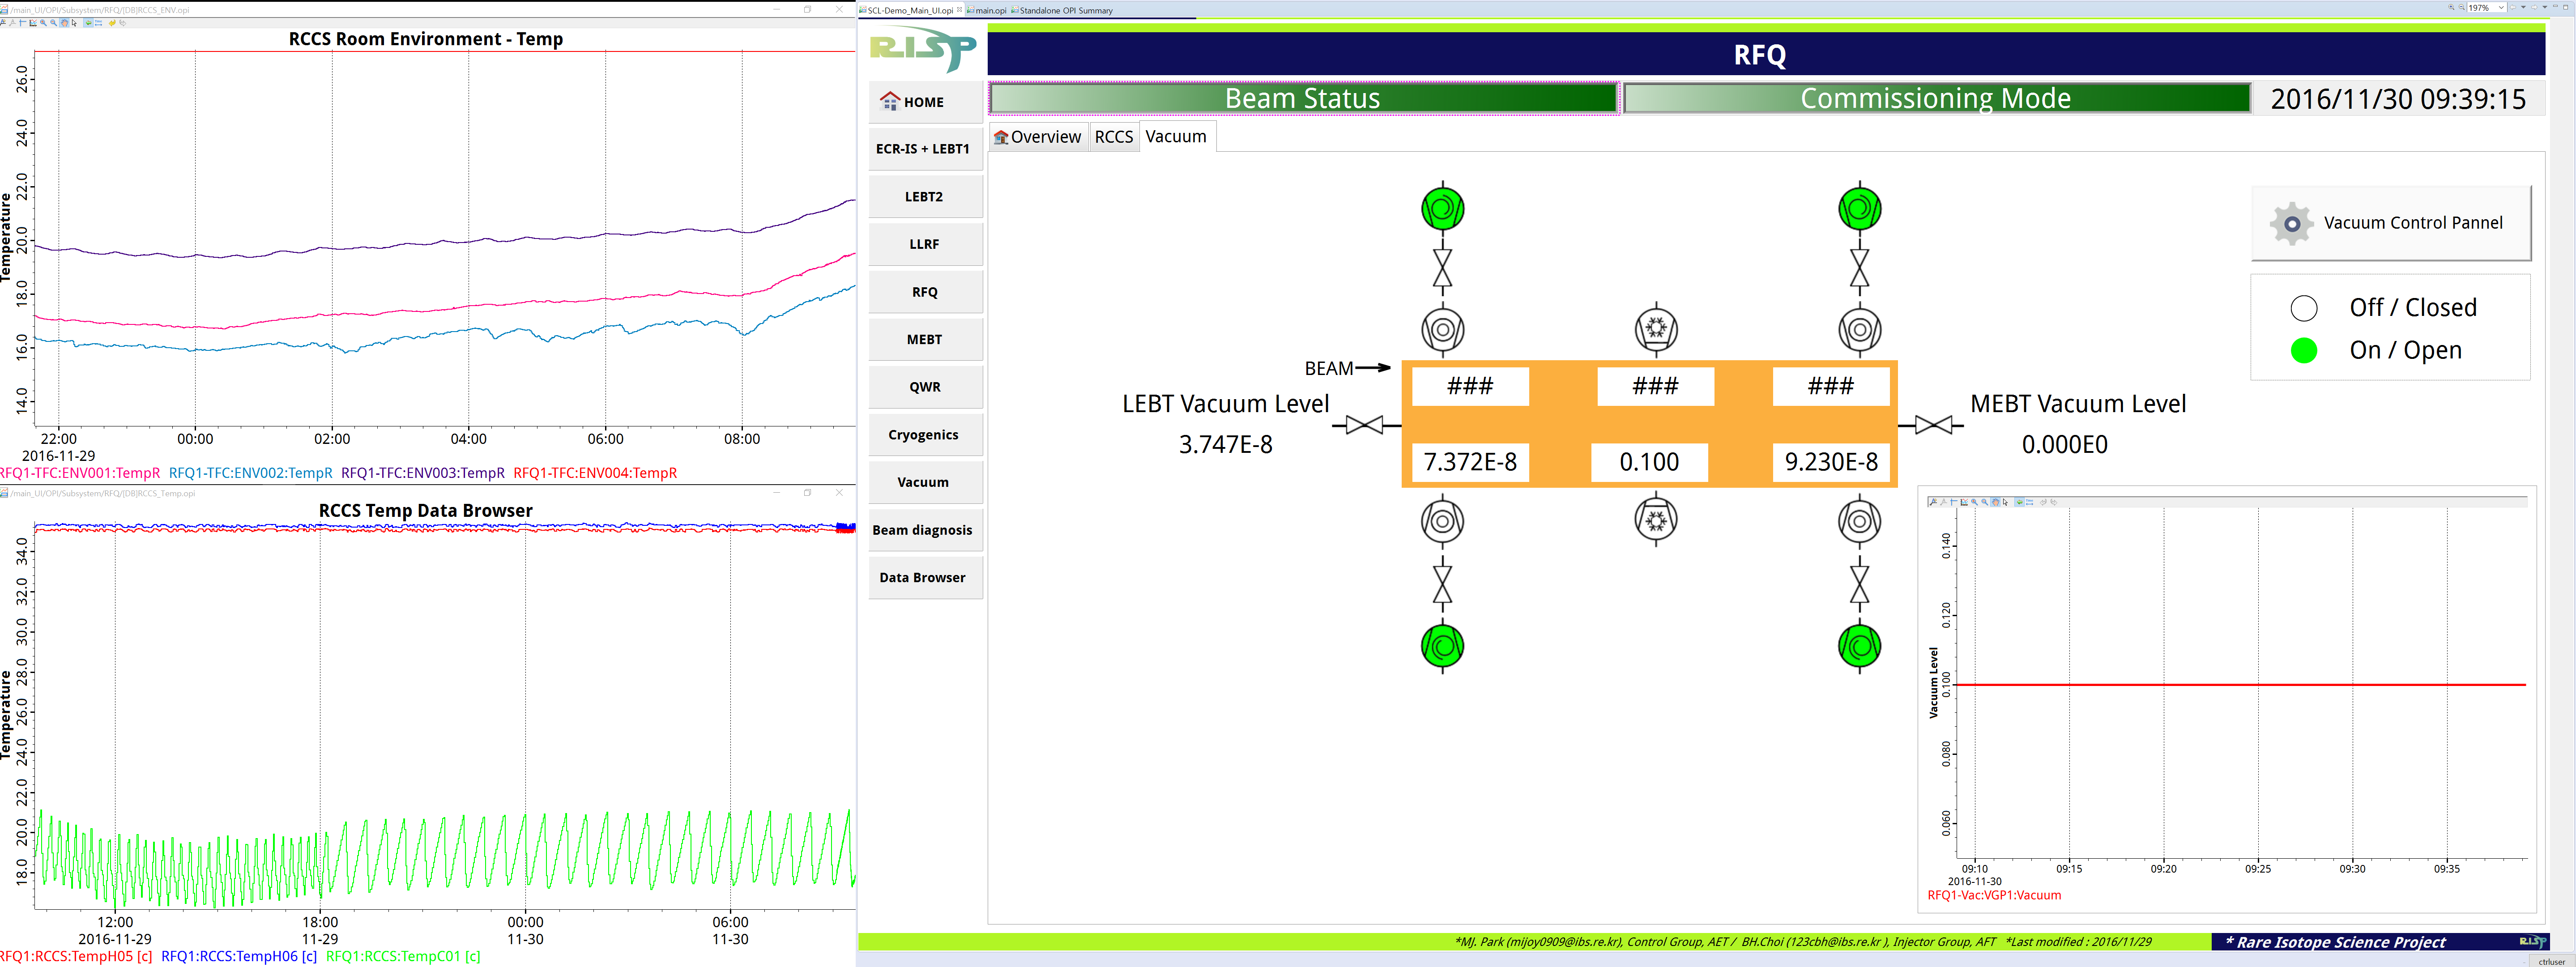 /main_UI/OPI/Subsystem/RFQ/[DB]RCCS_ENV.opi
RCCS Room Environment - Temp
Temperature
26.0
24.0
22.0
20.0
18.0
16.0
14.0
22:00 00:00 02:00 04:00 06:00 08:00
2016-11-29
RFQ1-TFC:ENV001:TempR RFQ1-TFC:ENV002:TempR RFQ1-TFC:ENV003:TempR RFQ1-TFC:ENV004:TempR
/main_UI/OPI/Subsystem/RFQ/[DB]RCCS_Temp.opi
RCCS Temp Data Browser
Temperature
34.0
32.0
30.0
28.0
26.0
24.0
22.0
20.0
18.0
12:00 18:00 00:00 06:00
2016-11-29 11-29 11-30 11-30
RFQ1:RCCS:TempH05 [c] RFQ1:RCCS:TempH06 [c] RFQ1:RCCS:TempC01 [c]
SCL-Demo_Main_UI.opi main.opi Standalone OPI Summary
197%
RISP
RFQ
Beam Status Commissioning Mode 2016/11/30 09:39:15
HOME
ECR-IS + LEBT1
LEBT2
LLRF
RFQ
MEBT
QWR
Cryogenics
Vacuum
Beam diagnosis
Data Browser
Overview RCCS Vacuum
Vacuum Control Pannel
Off / Closed
On / Open
BEAM
### ### ###
LEBT Vacuum Level
3.747E-8
7.372E-8 0.100 9.230E-8
MEBT Vacuum Level
0.000E0
Vacuum Level
0.140
0.120
0.100
0.080
0.060
09:10 09:15 09:20 09:25 09:30 09:35
2016-11-30
RFQ1-Vac:VGP1:Vacuum
*MJ. Park (mijoy0909@ibs.re.kr), Control Group, AET / BH.Choi (123cbh@ibs.re.kr ), Injector Group, AFT *Last modified : 2016/11/29
* Rare Isotope Science Project
RISP
ctrluser